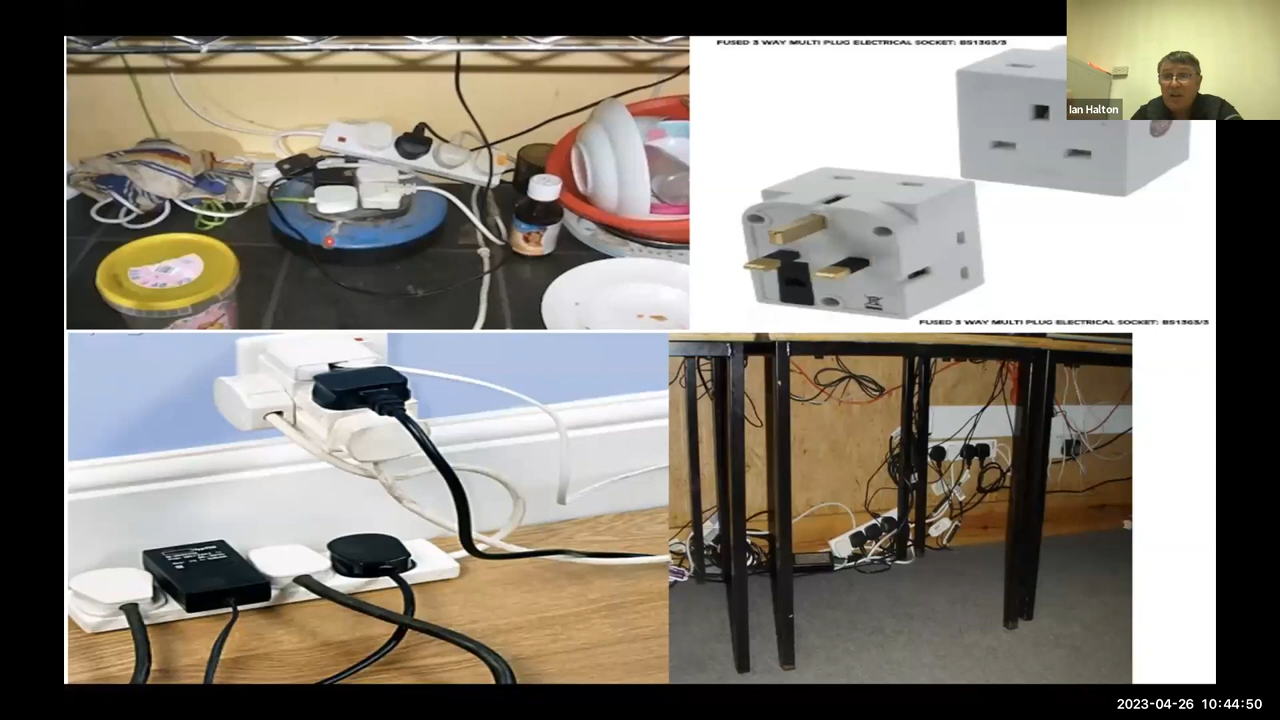 FUSED 3 WAY MULTI PLUG ELECTRICAL SOCKET: BS1363/3
Ian Halton
FUSED 3 WAY MULTI PLUG ELECTRICAL SOCKET: BS1363/3
2023-04-26 10:44:50